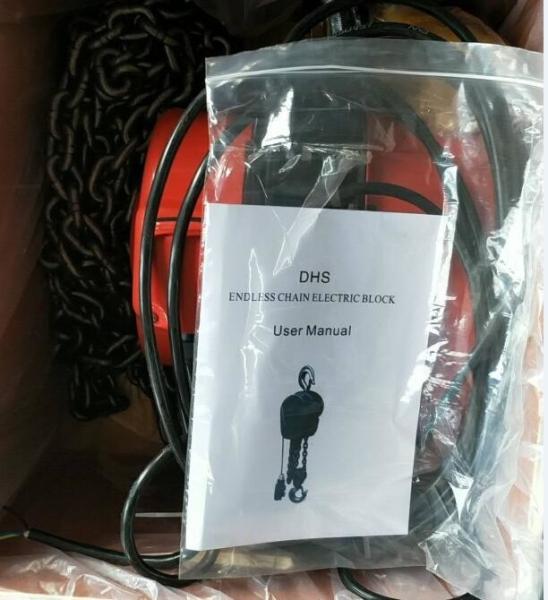 DHS
ENDLESS CHAIN ELECTRIC BLOCK
User Manual